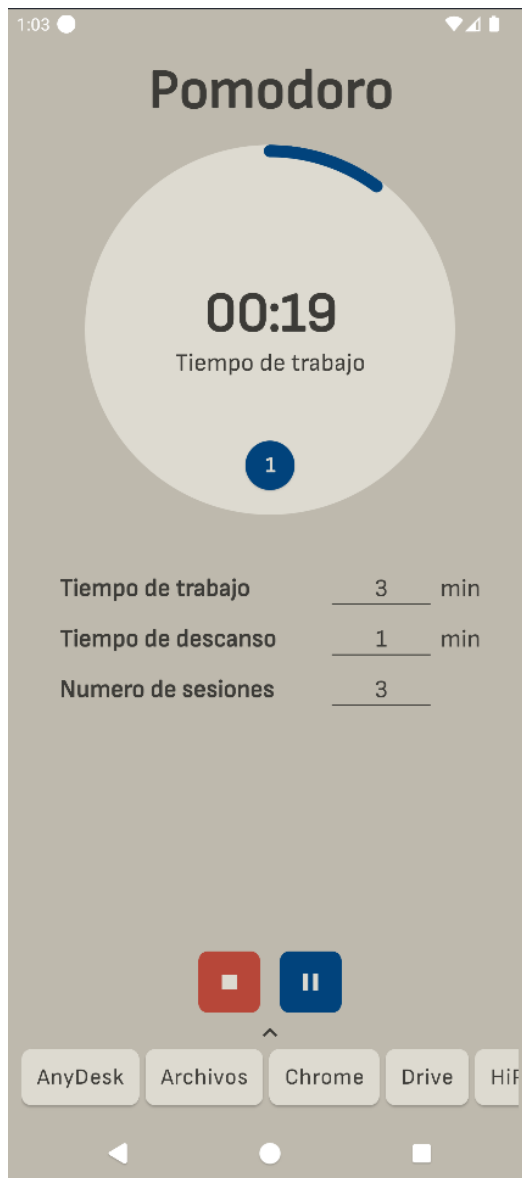 1:03
Pomodoro
00:19
Tiempo de trabajo
1
Tiempo de trabajo 3 min
Tiempo de descanso 1 min
Numero de sesiones 3
AnyDesk Archivos Chrome Drive